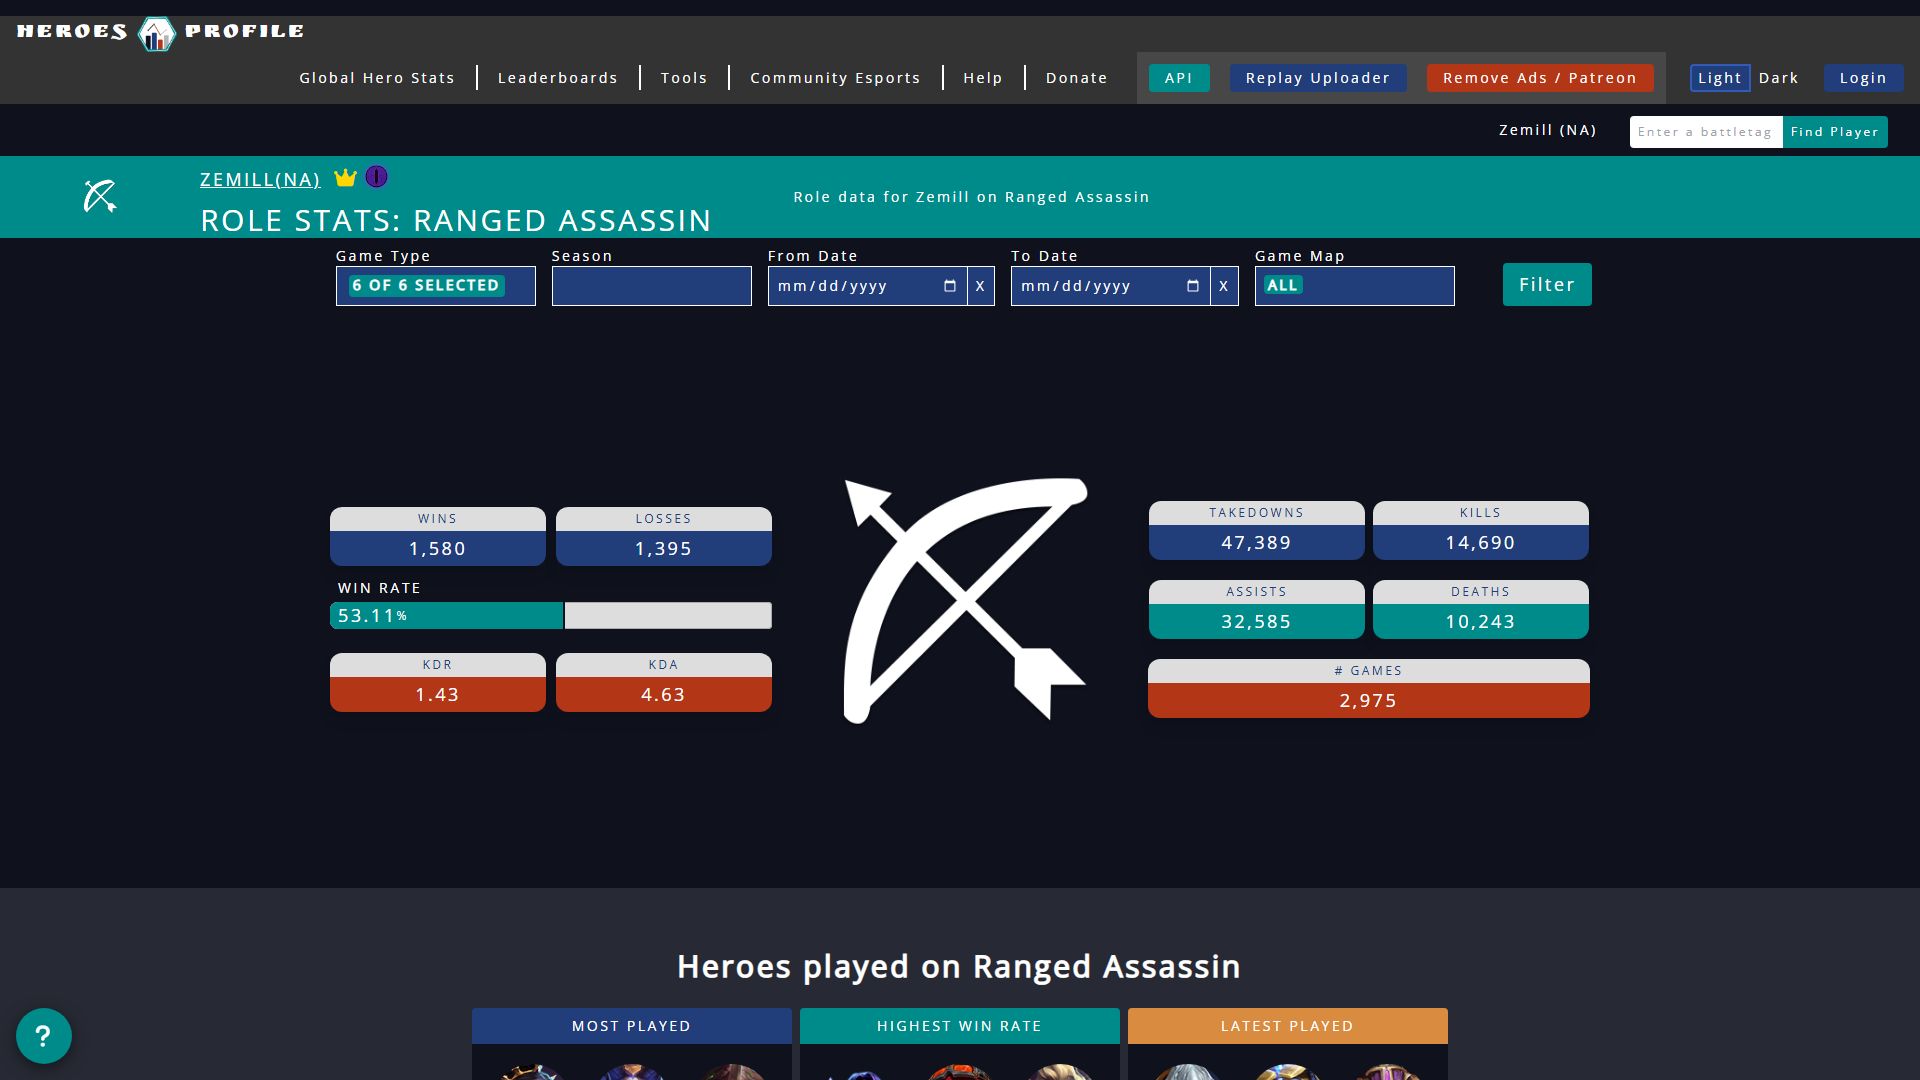 HEROES PROFILE
Global Hero Stats
Leaderboards
Tools
Community Esports
Help
Donate
API
Replay Uploader
Remove Ads / Patreon
Light
Dark
Login
Zemill (NA)
Enter a battletag
Find Player
ZEMILL(NA)
ROLE STATS: RANGED ASSASSIN
Role data for Zemill on Ranged Assassin
Game Type
Season
From Date
To Date
Game Map
6 OF 6 SELECTED
mm/dd/yyyy
X
mm/dd/yyyy
X
ALL
Filter
WINS
1,580
LOSSES
1,395
WIN RATE
53.11%
KDR
1.43
KDA
4.63
TAKEDOWNS
47,389
KILLS
14,690
ASSISTS
32,585
DEATHS
10,243
# GAMES
2,975
Heroes played on Ranged Assassin
MOST PLAYED
HIGHEST WIN RATE
LATEST PLAYED
?